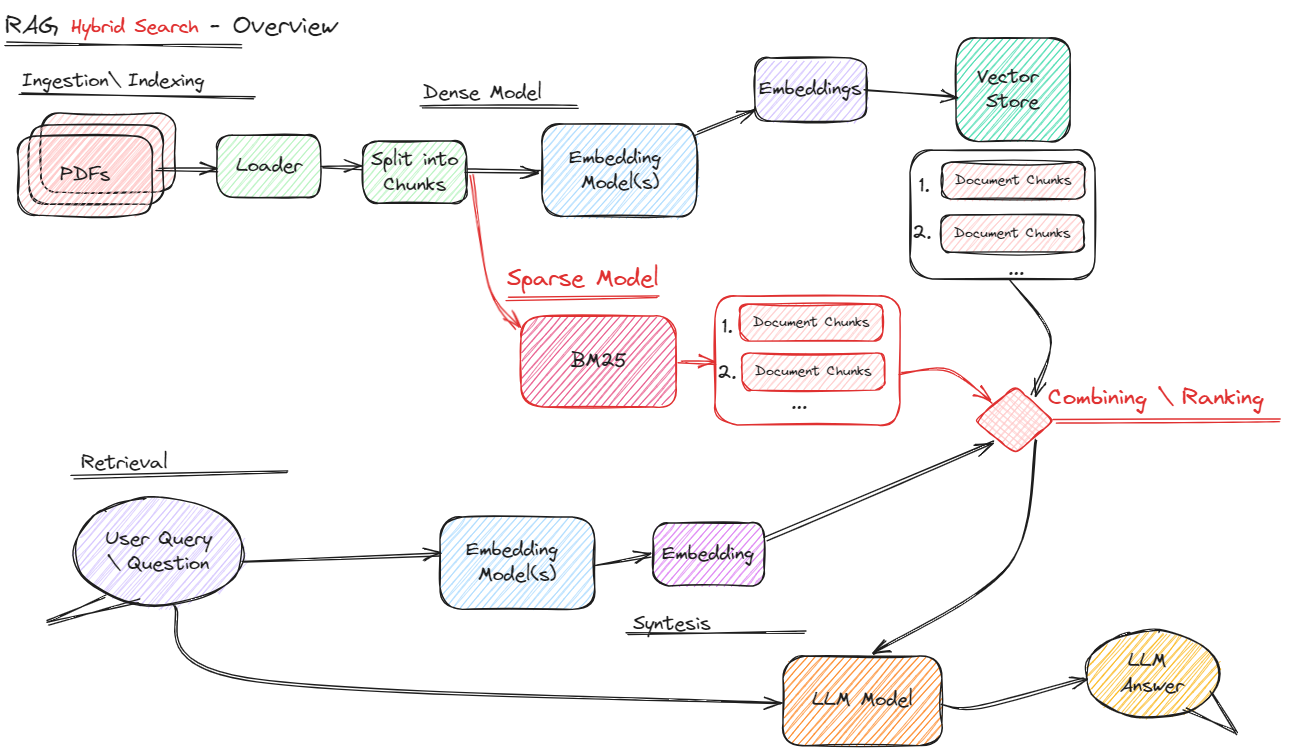 RAG Hybrid Search - Overview
Ingestion\ Indexing
Dense Model
PDFs
Loader
Split into
Chunks
Embedding
Model(s)
Embeddings
Vector
Store
1. Document Chunks
2. Document Chunks
...
Sparse Model
BM25
1. Document Chunks
2. Document Chunks
...
Combining \ Ranking
Retrieval
User Query
\ Question
Embedding
Model(s)
Embedding
Syntesis
LLM Model
LLM
Answer